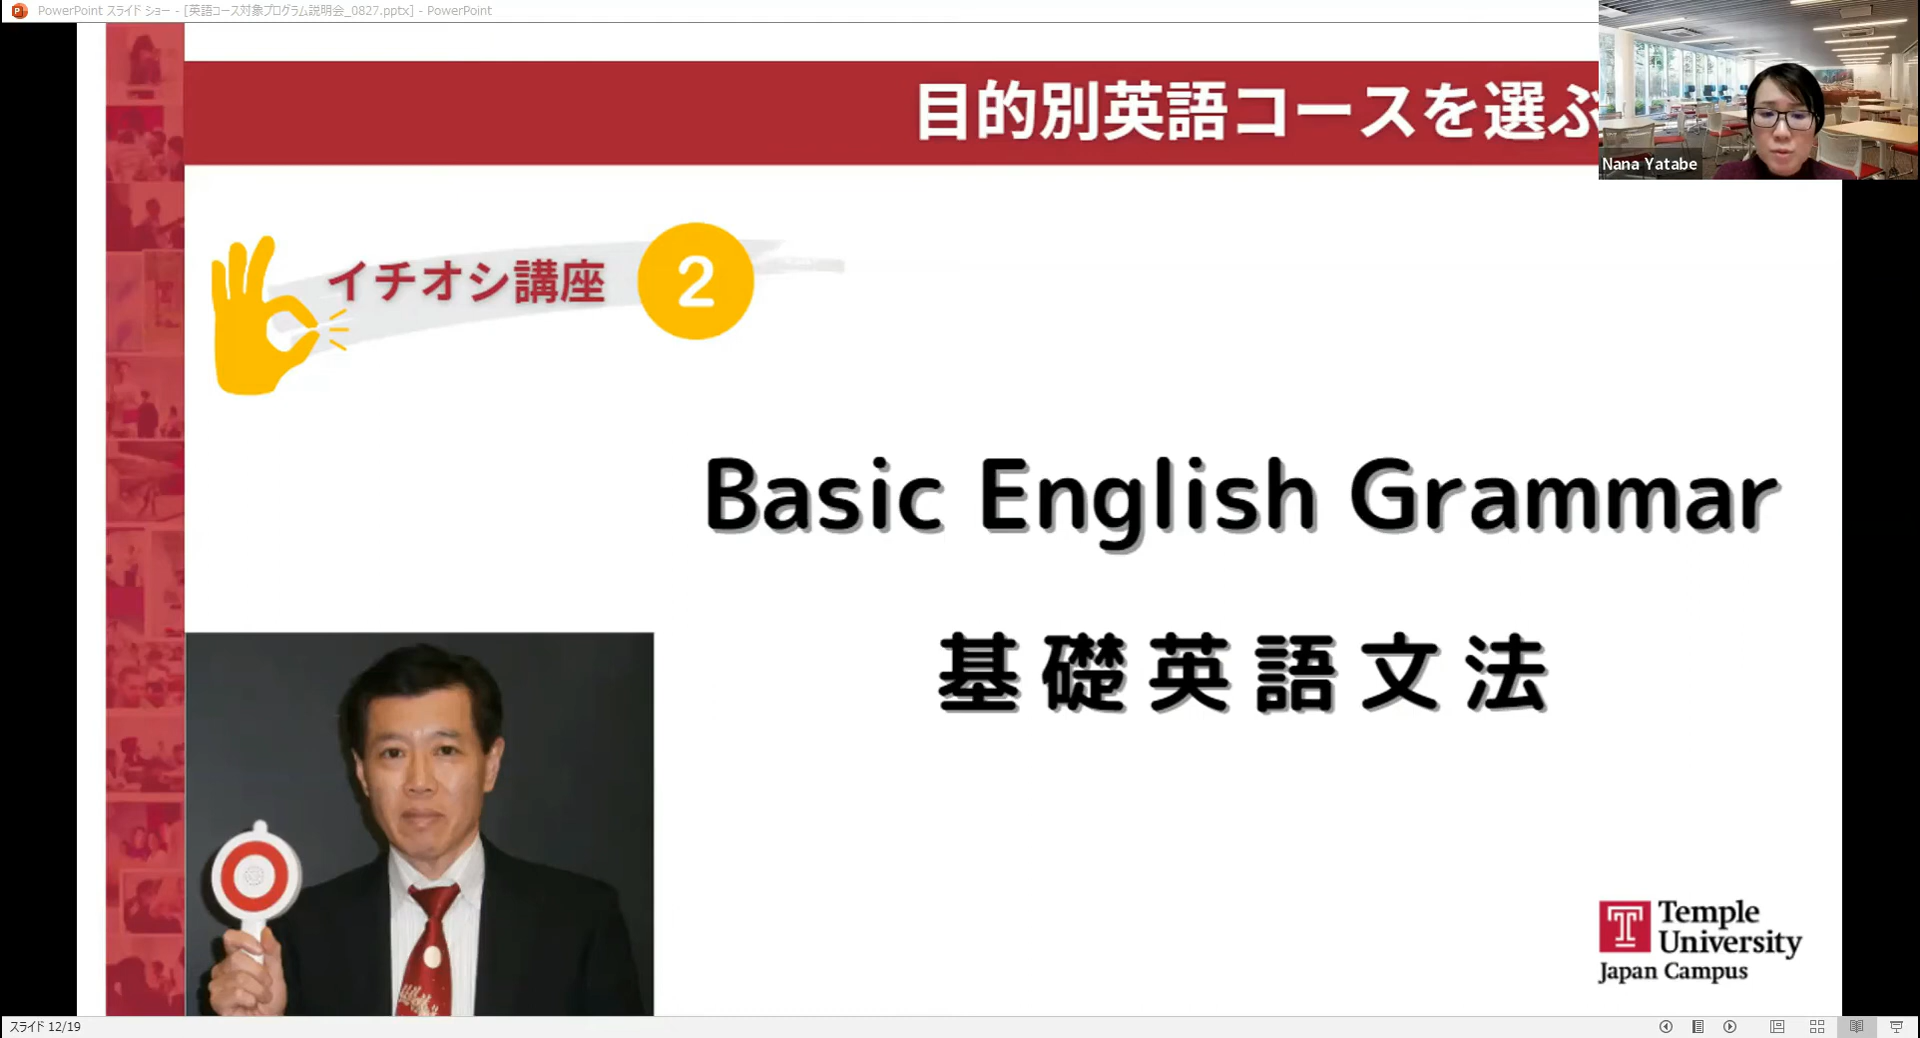 PowerPoint スライド ショー - [英語コース対象プログラム説明会_0827.pptx] - PowerPoint
目的別英語コースを選ぶ
Nana Yatabe
イチオシ講座 2
Basic English Grammar
基礎英語文法
Temple
University
Japan Campus
スライド 12/19